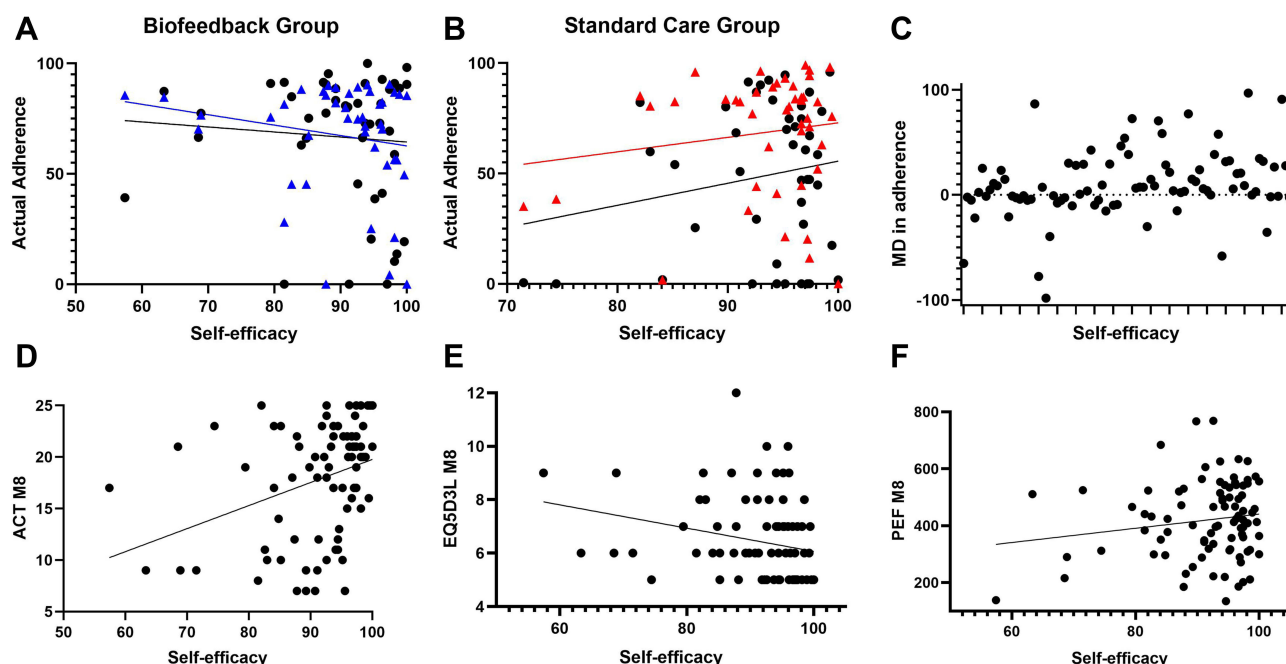 A Biofeedback Group
Actual Adherence
100
50
0
50 60 70 80 90 100
Self-efficacy
B Standard Care Group
Actual Adherence
100
50
0
70 80 90 100
Self-efficacy
C
MD in adherence
100
0
-100
Self-efficacy
D
ACT M8
25
20
15
10
5
50 60 70 80 90 100
Self-efficacy
E
EQ5D3L M8
12
10
8
6
4
60 80 100
Self-efficacy
F
PEF M8
800
600
400
200
60 80 100
Self-efficacy